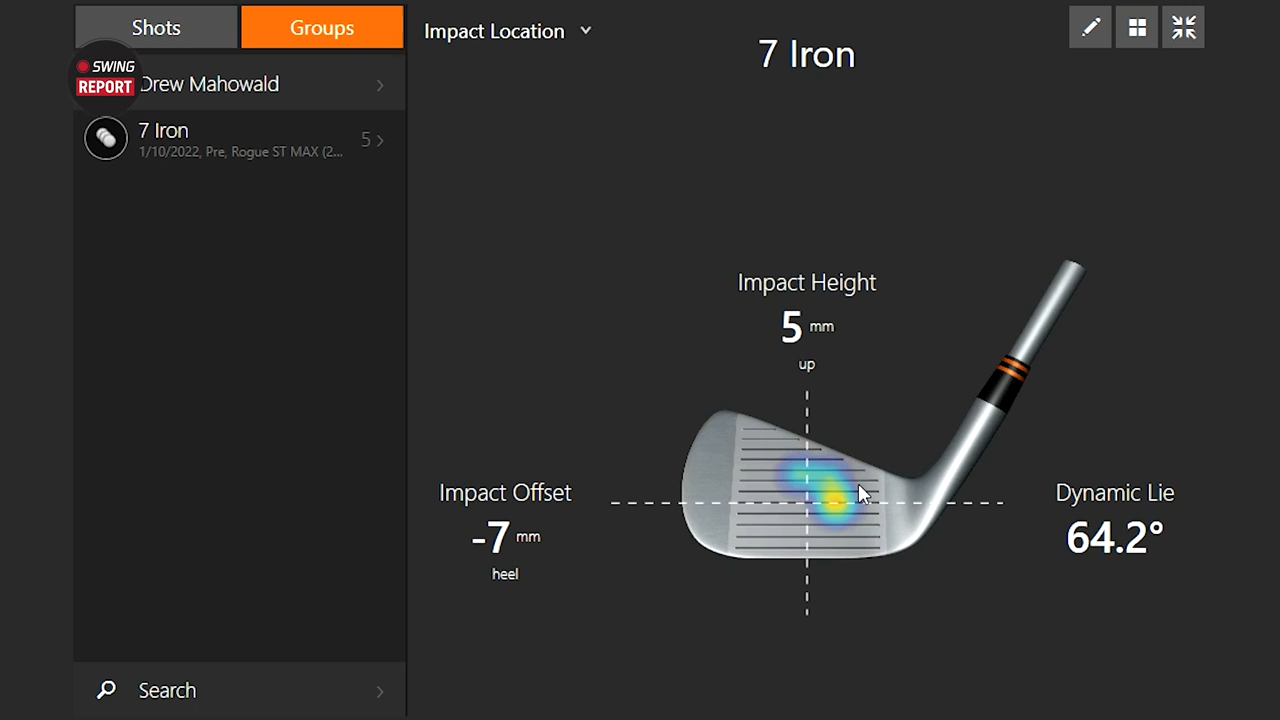 Shots
Groups
SWING
REPORT
Drew Mahowald
7 Iron
1/10/2022, Pre, Rogue ST MAX (2...
5
Search
Impact Location
7 Iron
Impact Height
5 mm
up
Impact Offset
-7 mm
heel
Dynamic Lie
64.2°